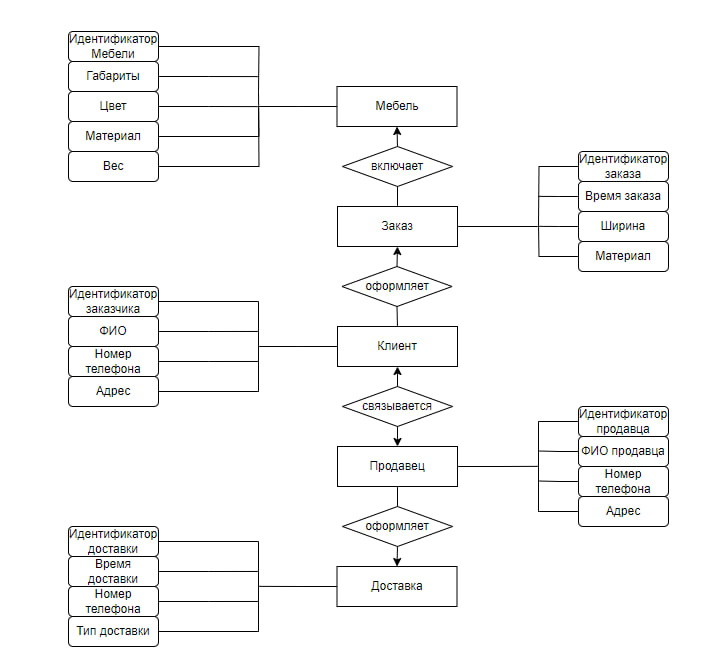 Идентификатор
Мебели
Габариты
Цвет
Материал
Вес
Мебель
включает
Заказ
Идентификатор
заказа
Время заказа
Ширина
Материал
оформляет
Идентификатор
заказчика
ФИО
Номер
телефона
Адрес
Клиент
связывается
Продавец
Идентификатор
продавца
ФИО продавца
Номер
телефона
Адрес
оформляет
Идентификатор
доставки
Время
доставки
Номер
телефона
Тип доставки
Доставка